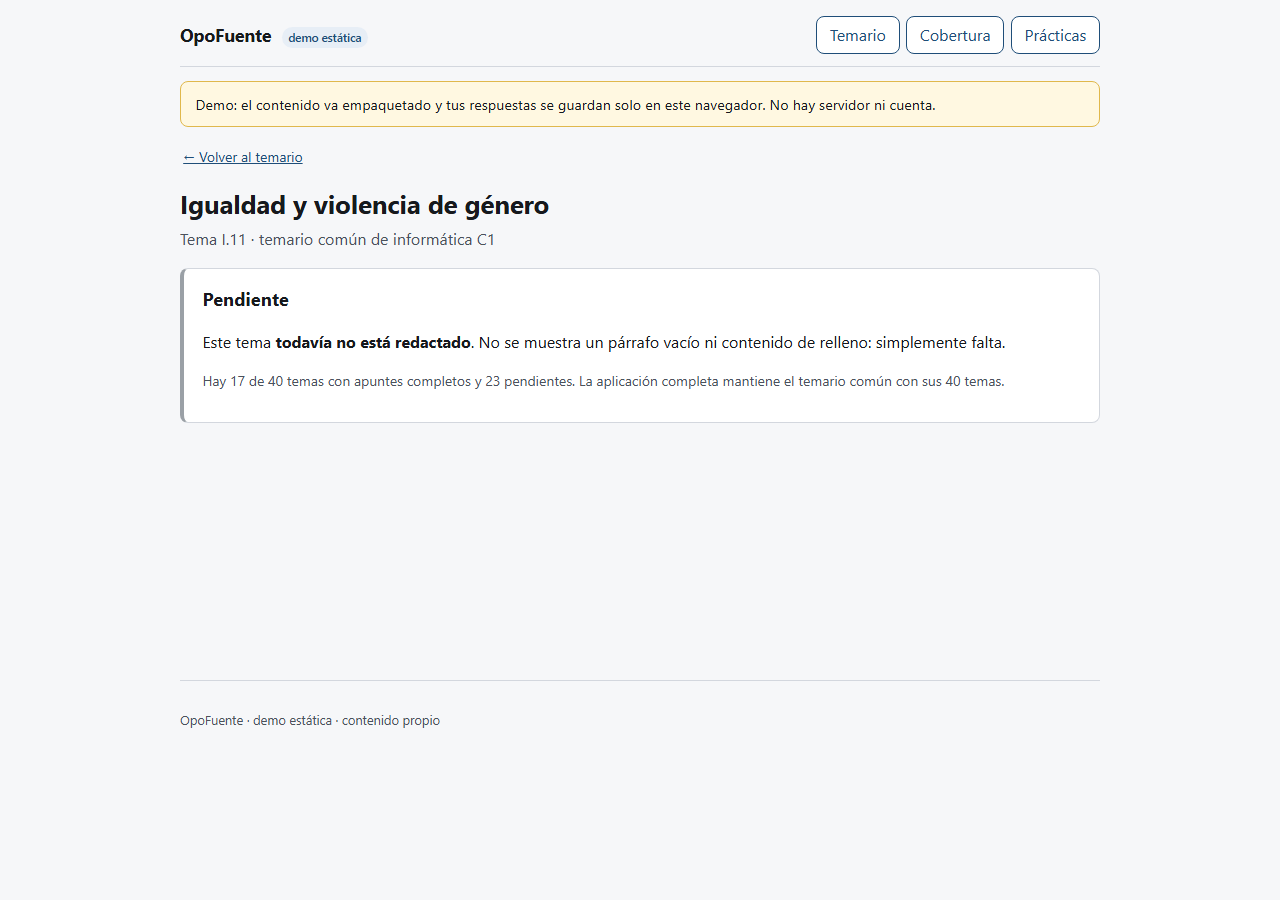 OpoFuente demo estática Temario Cobertura Prácticas
Demo: el contenido va empaquetado y tus respuestas se guardan solo en este navegador. No hay servidor ni cuenta.
← Volver al temario
Igualdad y violencia de género
Tema I.11 · temario común de informática C1
Pendiente
Este tema todavía no está redactado. No se muestra un párrafo vacío ni contenido de relleno: simplemente falta.
Hay 17 de 40 temas con apuntes completos y 23 pendientes. La aplicación completa mantiene el temario común con sus 40 temas.
OpoFuente · demo estática · contenido propio